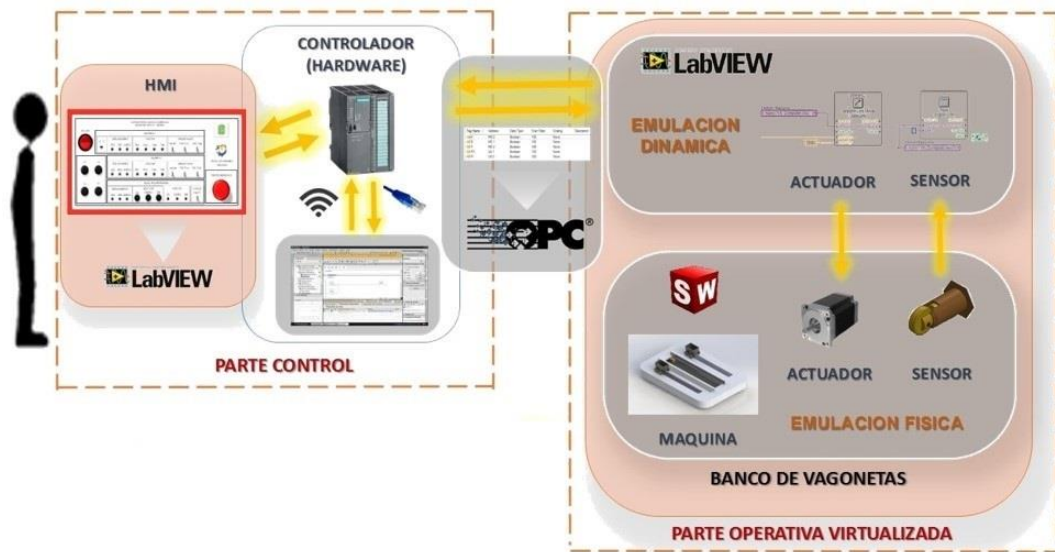 CONTROLADOR
(HARDWARE)
HMI
LabVIEW
PARTE CONTROL
OPC®
LabVIEW
EMULACION
DINAMICA
ACTUADOR
SENSOR
SW
ACTUADOR
SENSOR
MAQUINA
EMULACION FISICA
BANCO DE VAGONETAS
PARTE OPERATIVA VIRTUALIZADA